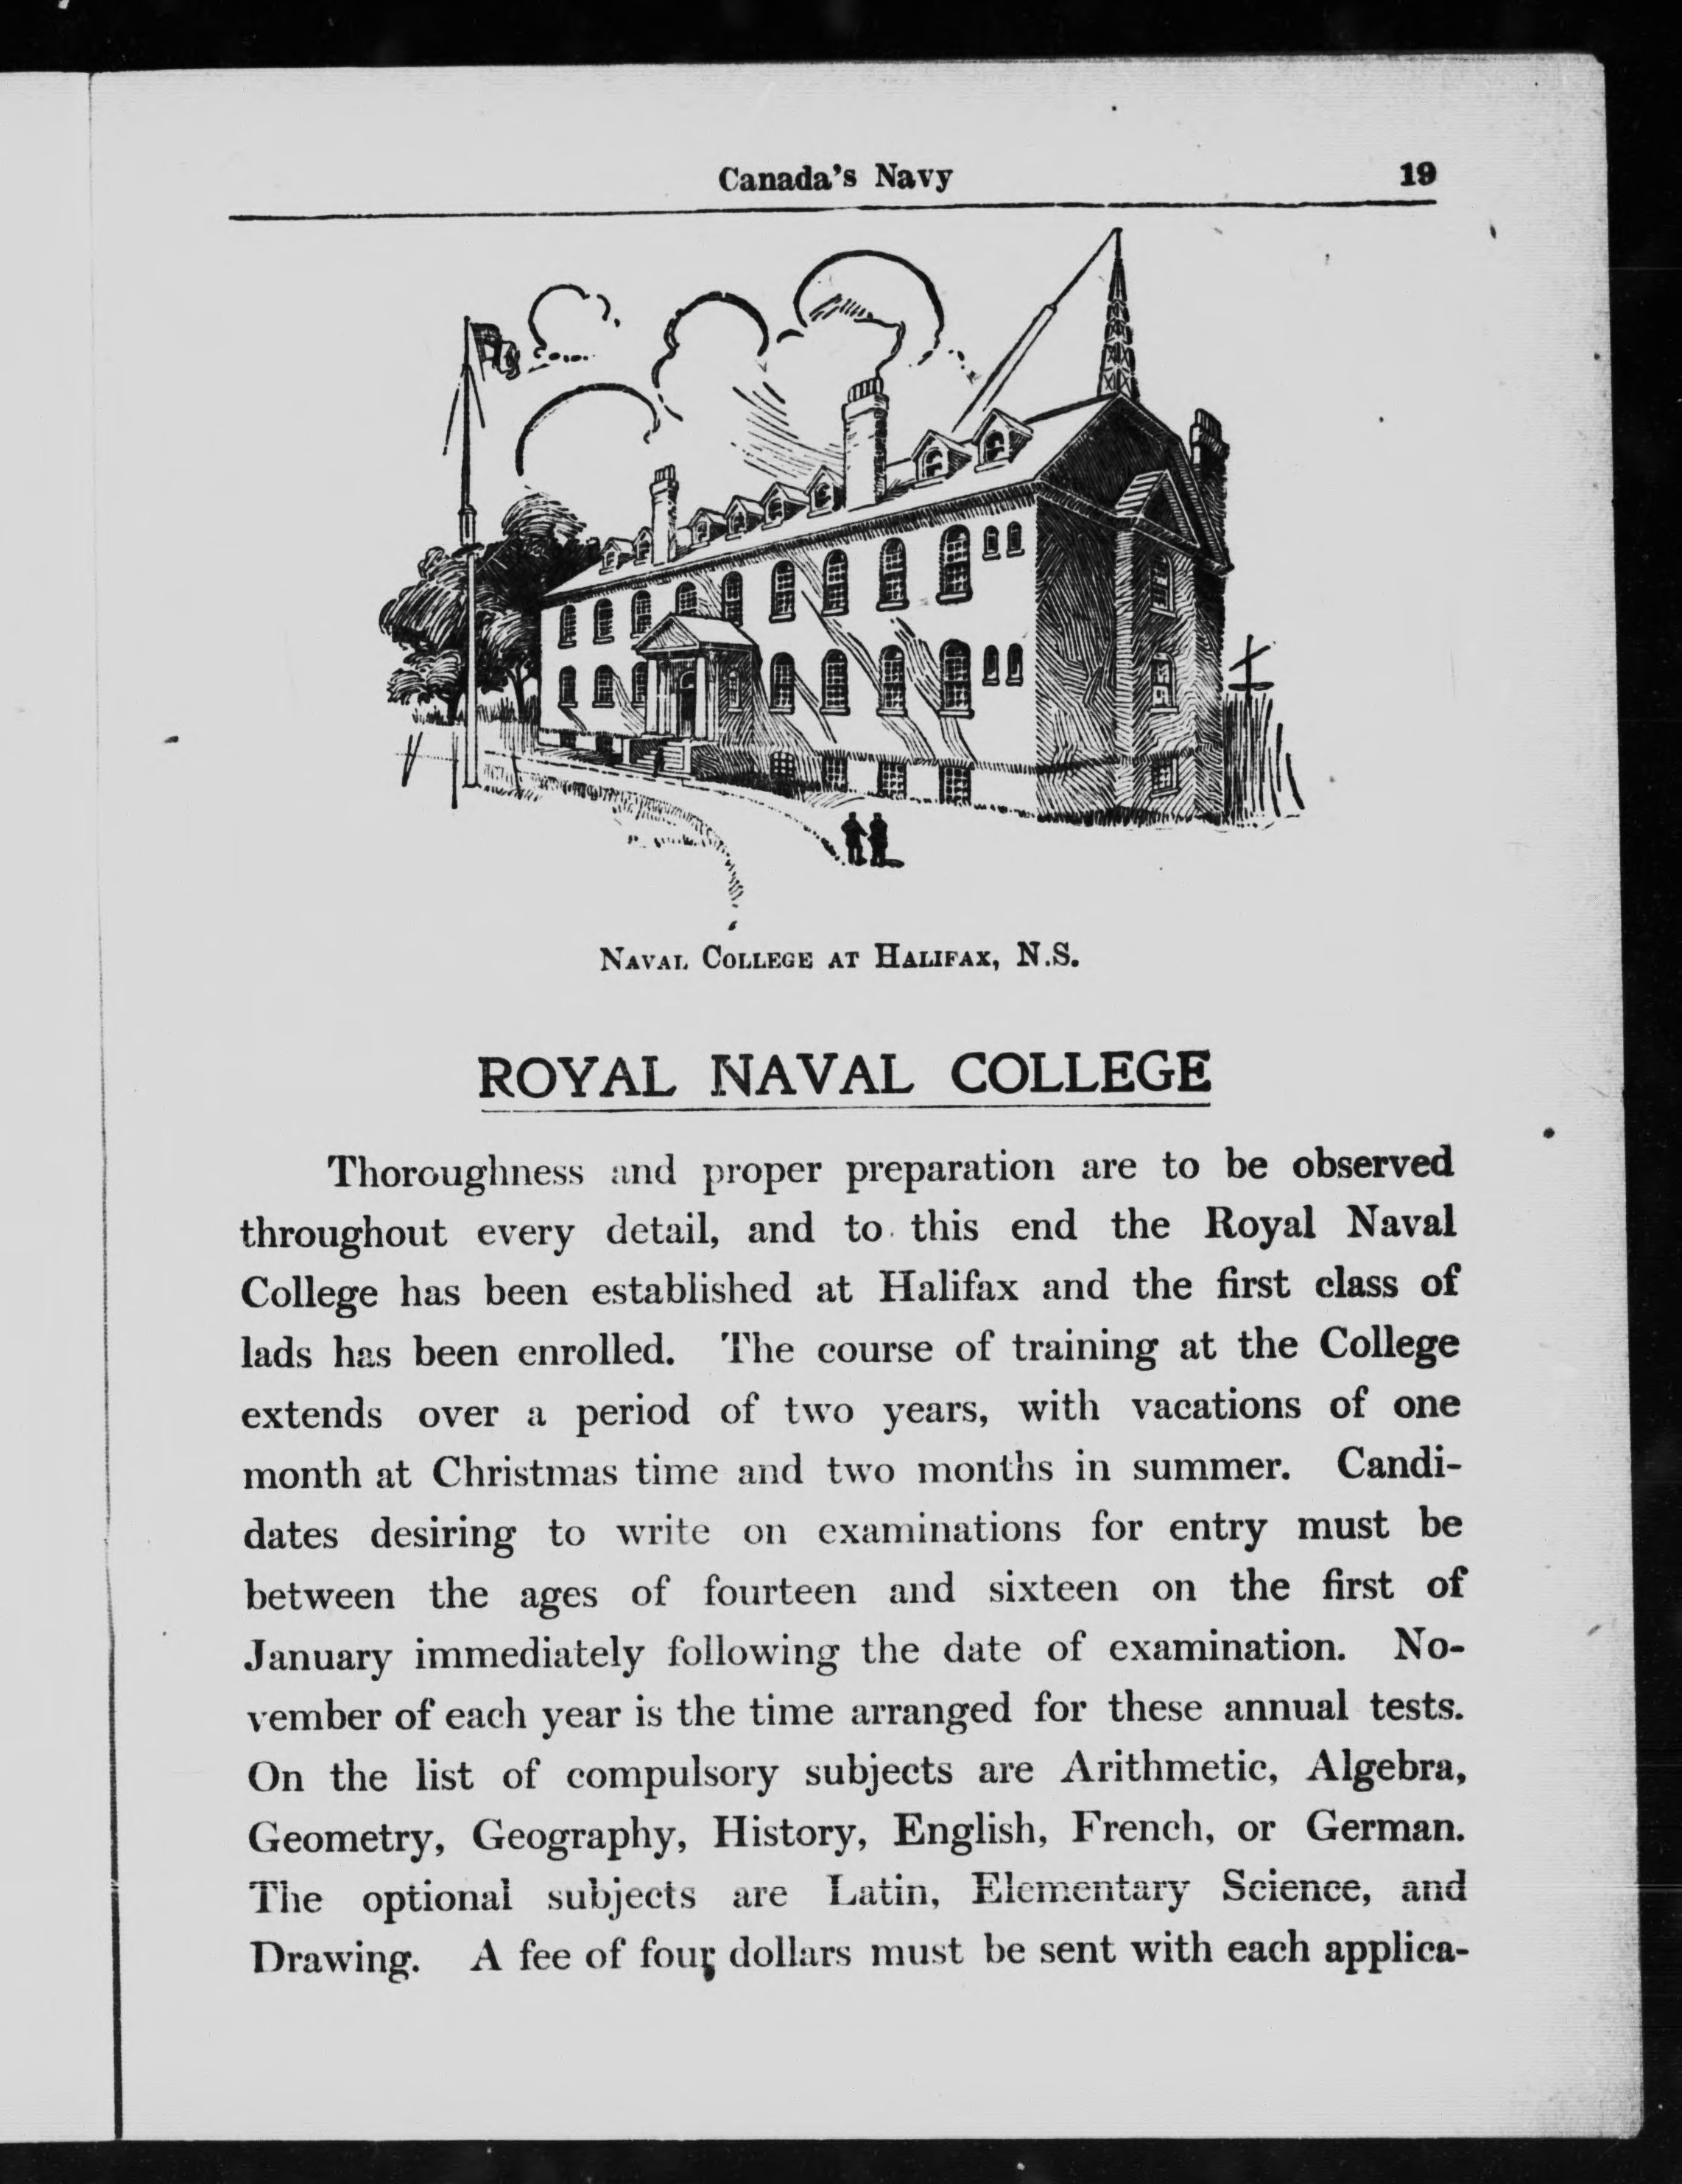 Canada's Navy 19
NAVAL COLLEGE AT HALIFAX, N.S.
ROYAL NAVAL COLLEGE
Thoroughness and proper preparation are to be observed
throughout every detail, and to this end the Royal Naval
College has been established at Halifax and the first class of
lads has been enrolled. The course of training at the College
extends over a period of two years, with vacations of one
month at Christmas time and two months in summer. Candi-
dates desiring to write on examinations for entry must be
between the ages of fourteen and sixteen on the first of
January immediately following the date of examination. No-
vember of each year is the time arranged for these annual tests.
On the list of compulsory subjects are Arithmetic, Algebra,
Geometry, Geography, History, English, French, or German.
The optional subjects are Latin, Elementary Science, and
Drawing. A fee of four dollars must be sent with each applica-